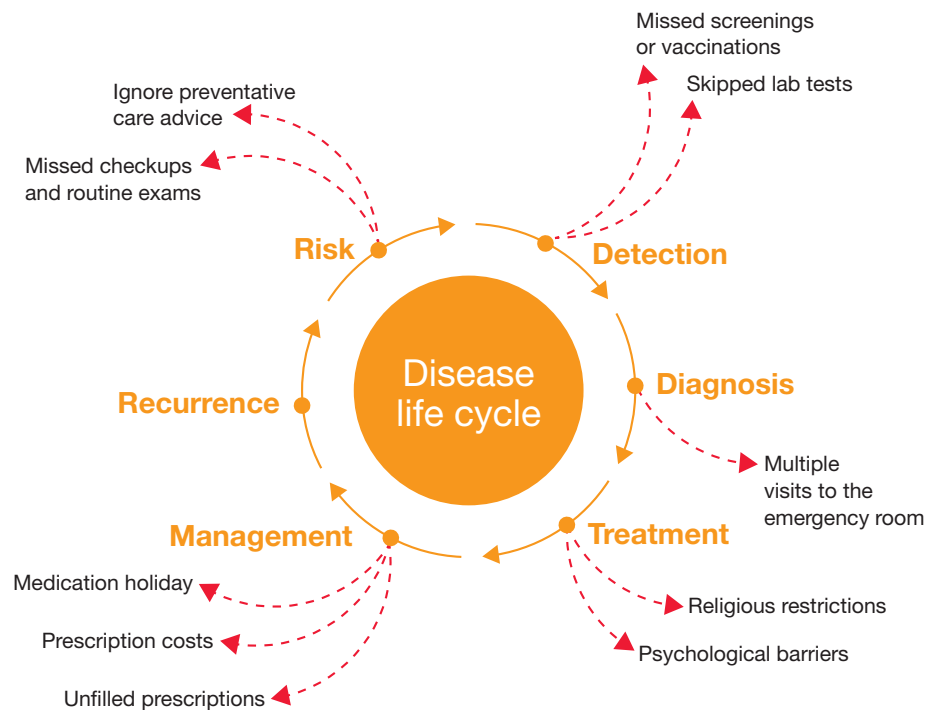 Missed screenings
or vaccinations
Skipped lab tests
Ignore preventative
care advice
Missed checkups
and routine exams
Risk
Detection
Disease
life cycle
Diagnosis
Recurrence
Multiple
visits to the
emergency room
Management
Treatment
Medication holiday
Prescription costs
Unfilled prescriptions
Religious restrictions
Psychological barriers